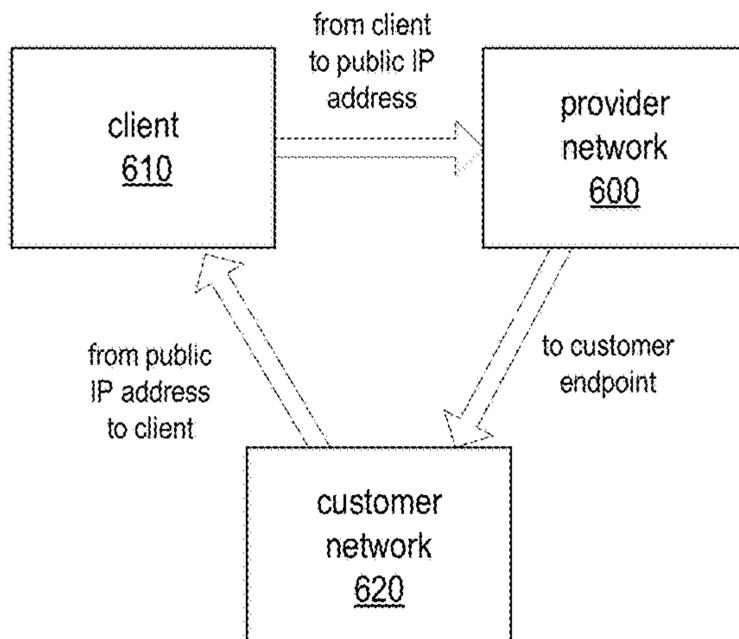 from client
to public IP
address
client
610
provider
network
600
from public
IP address
to client
to customer
endpoint
customer
network
620